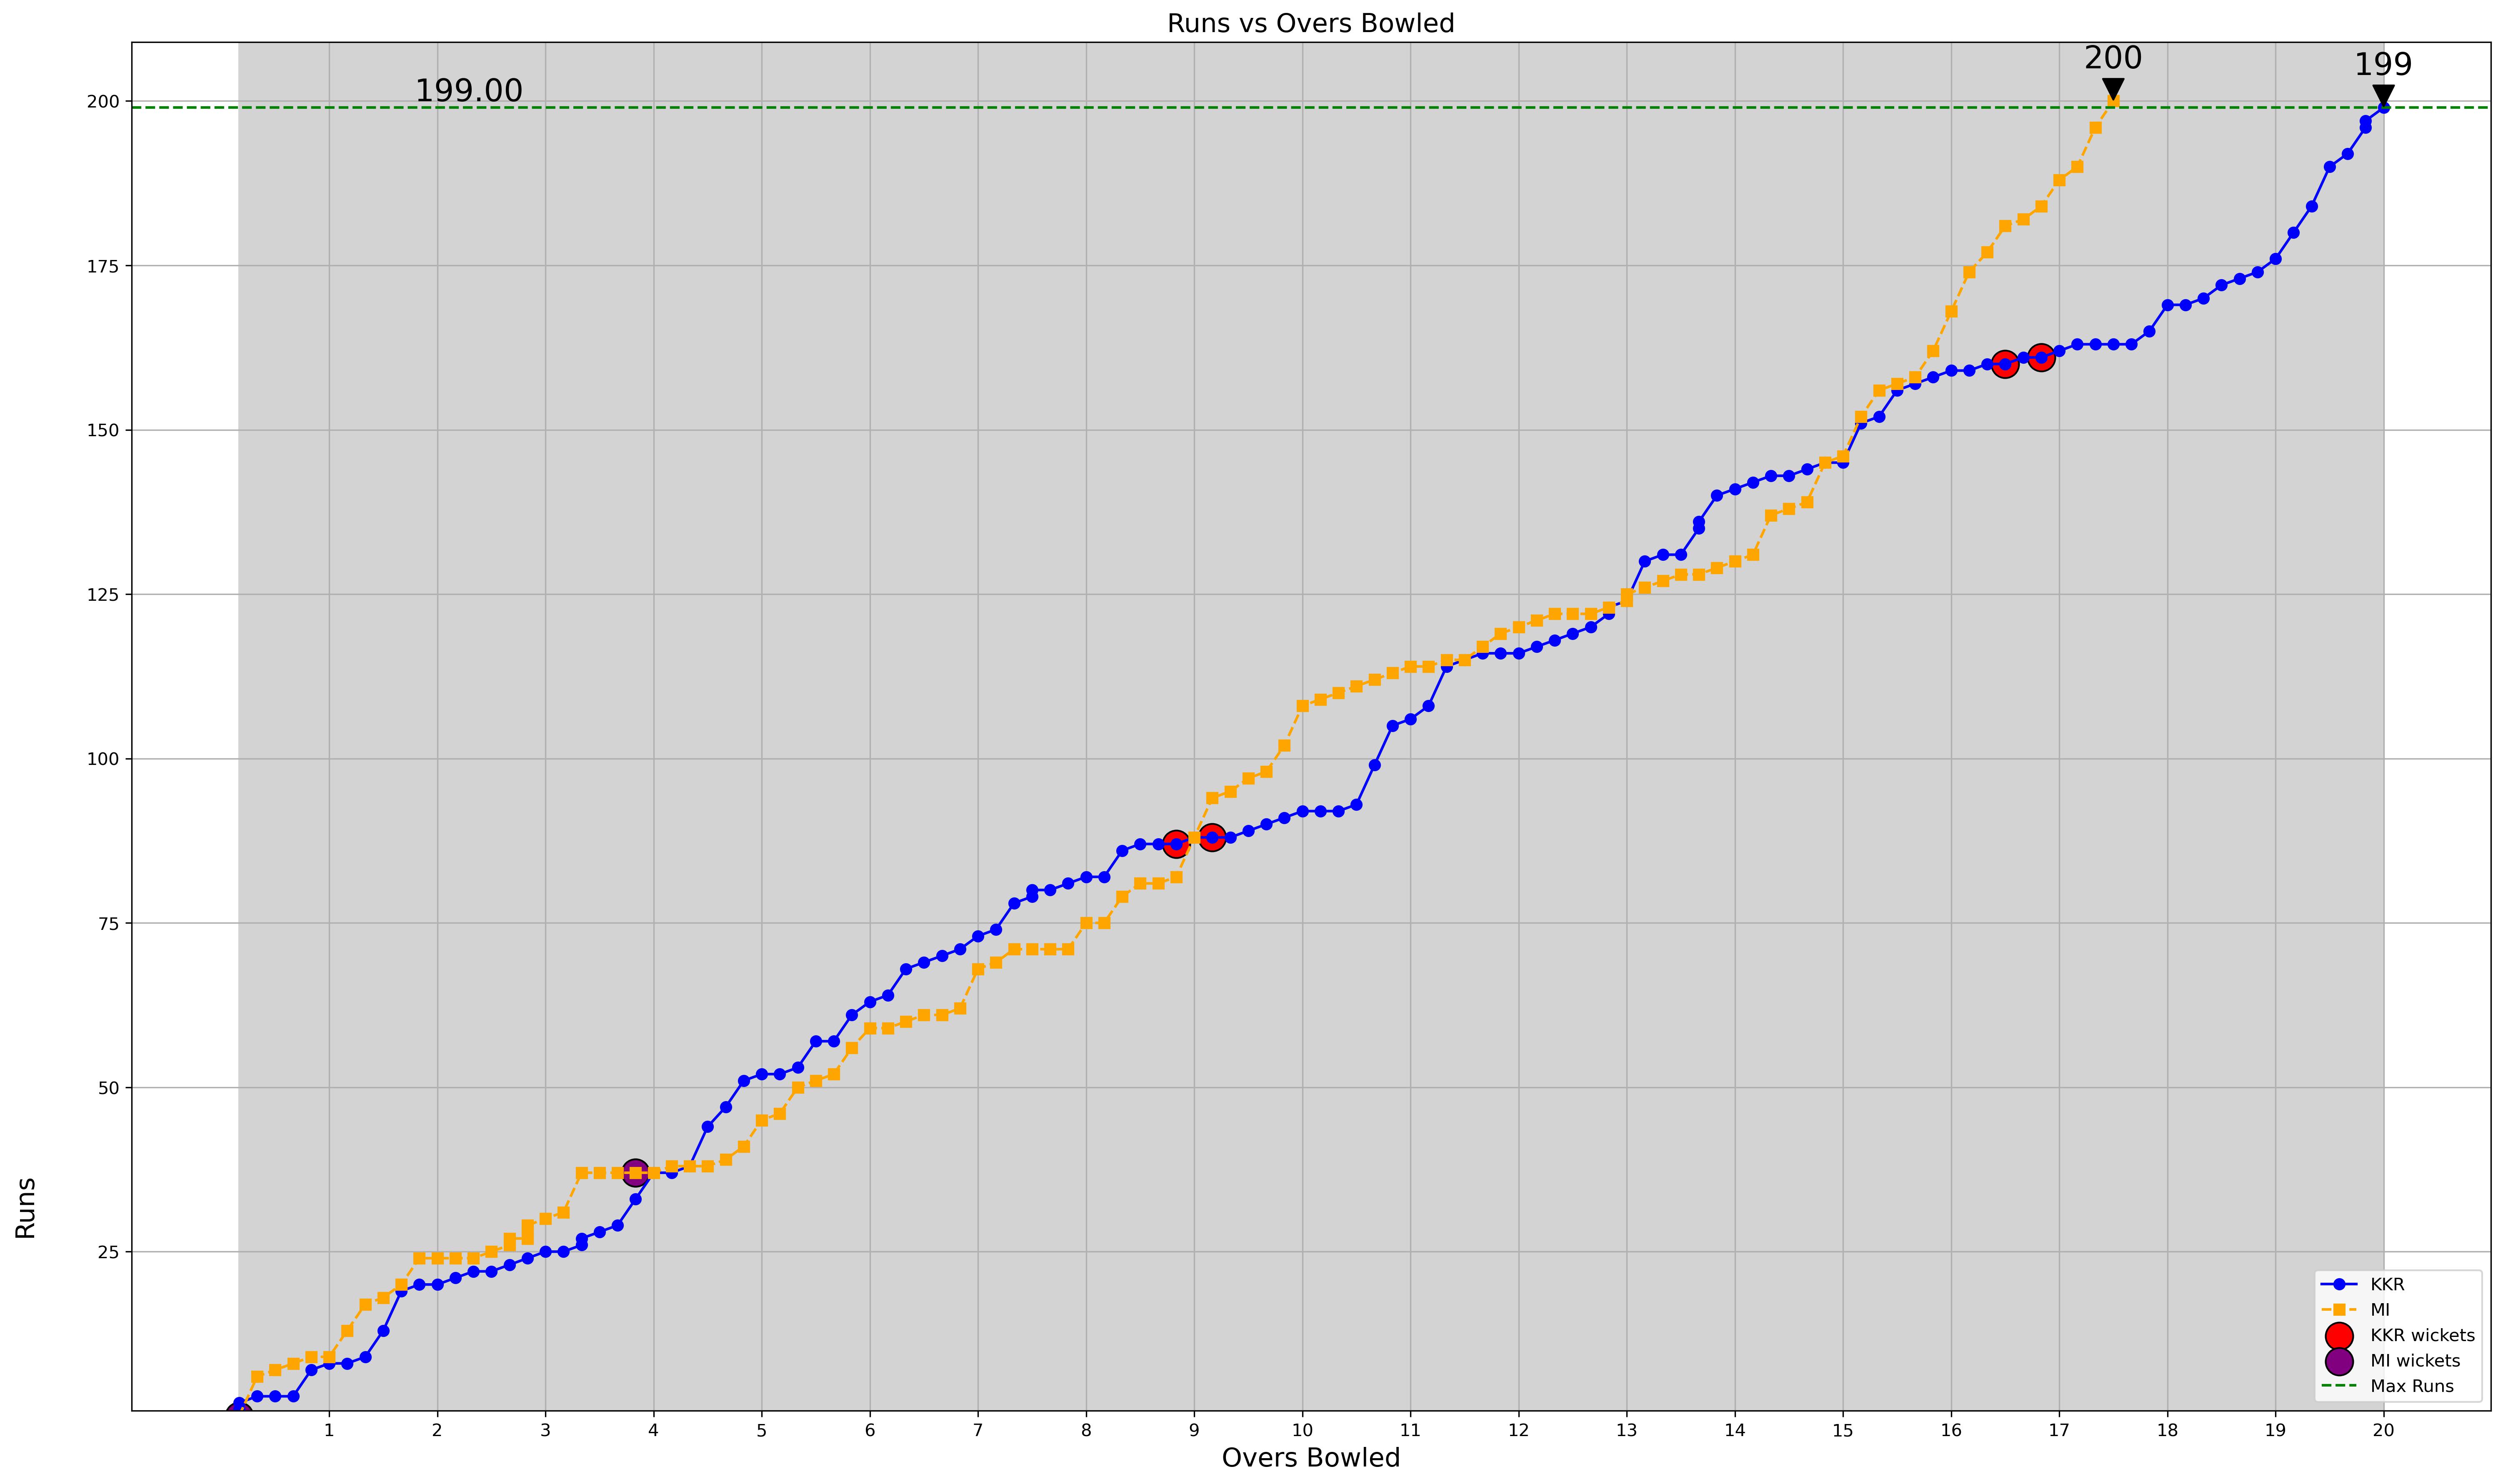 Runs vs Overs Bowled
200
199
199.00
200
175
150
125
100
75
50
25
Runs
KKR
MI
KKR wickets
MI wickets
Max Runs
1 2 3 4 5 6 7 8 9 10 11 12 13 14 15 16 17 18 19 20
Overs Bowled